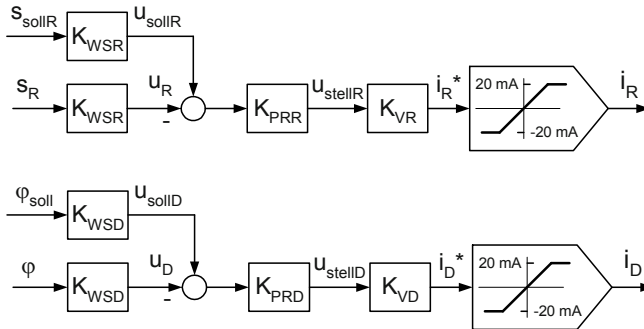 s_sollR
u_sollR
K_WSR
s_R
K_WSR
u_R
-
K_PRR
u_stellR
K_VR
i_R*
20 mA
-20 mA
i_R
φ_soll
u_sollD
K_WSD
φ
K_WSD
u_D
-
K_PRD
u_stellD
K_VD
i_D*
20 mA
-20 mA
i_D